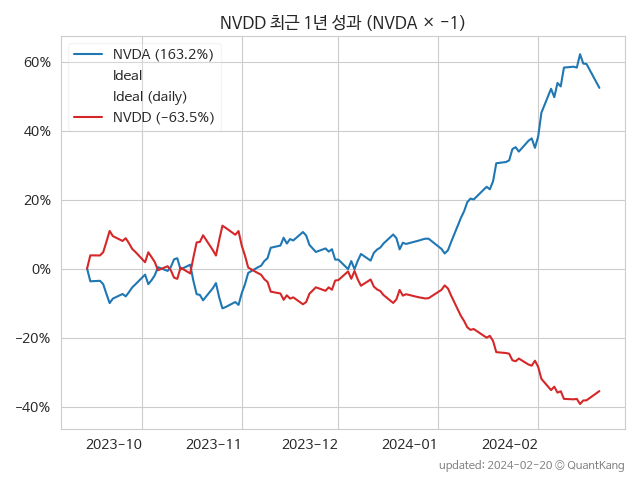 NVDD 최근 1년 성과 (NVDA × −1)
NVDA (163.2%)
Ideal
Ideal (daily)
NVDD (−63.5%)
60%
40%
20%
0%
−20%
−40%
2023-10 2023-11 2023-12 2024-01 2024-02
updated: 2024-02-20 © QuantKang